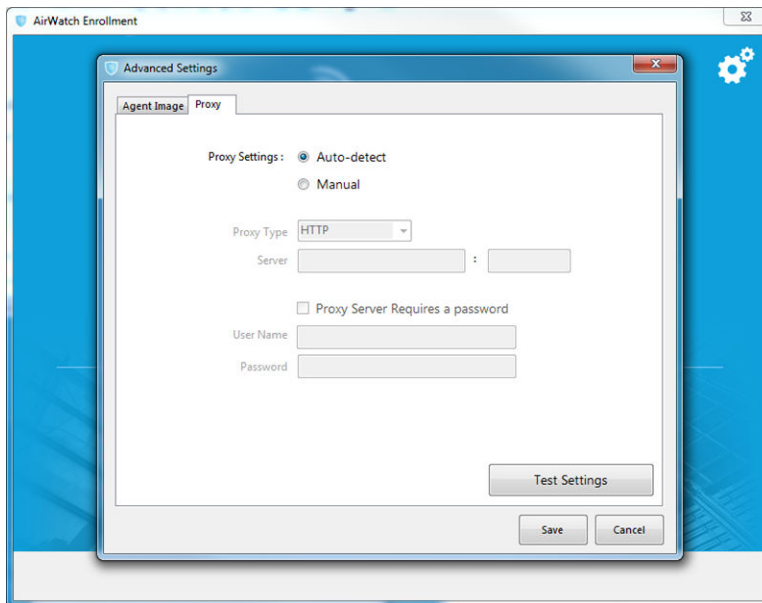 AirWatch Enrollment
Advanced Settings
Agent Image Proxy
Proxy Settings : Auto-detect
Manual
Proxy Type HTTP
Server :
Proxy Server Requires a password
User Name
Password
Test Settings
Save Cancel